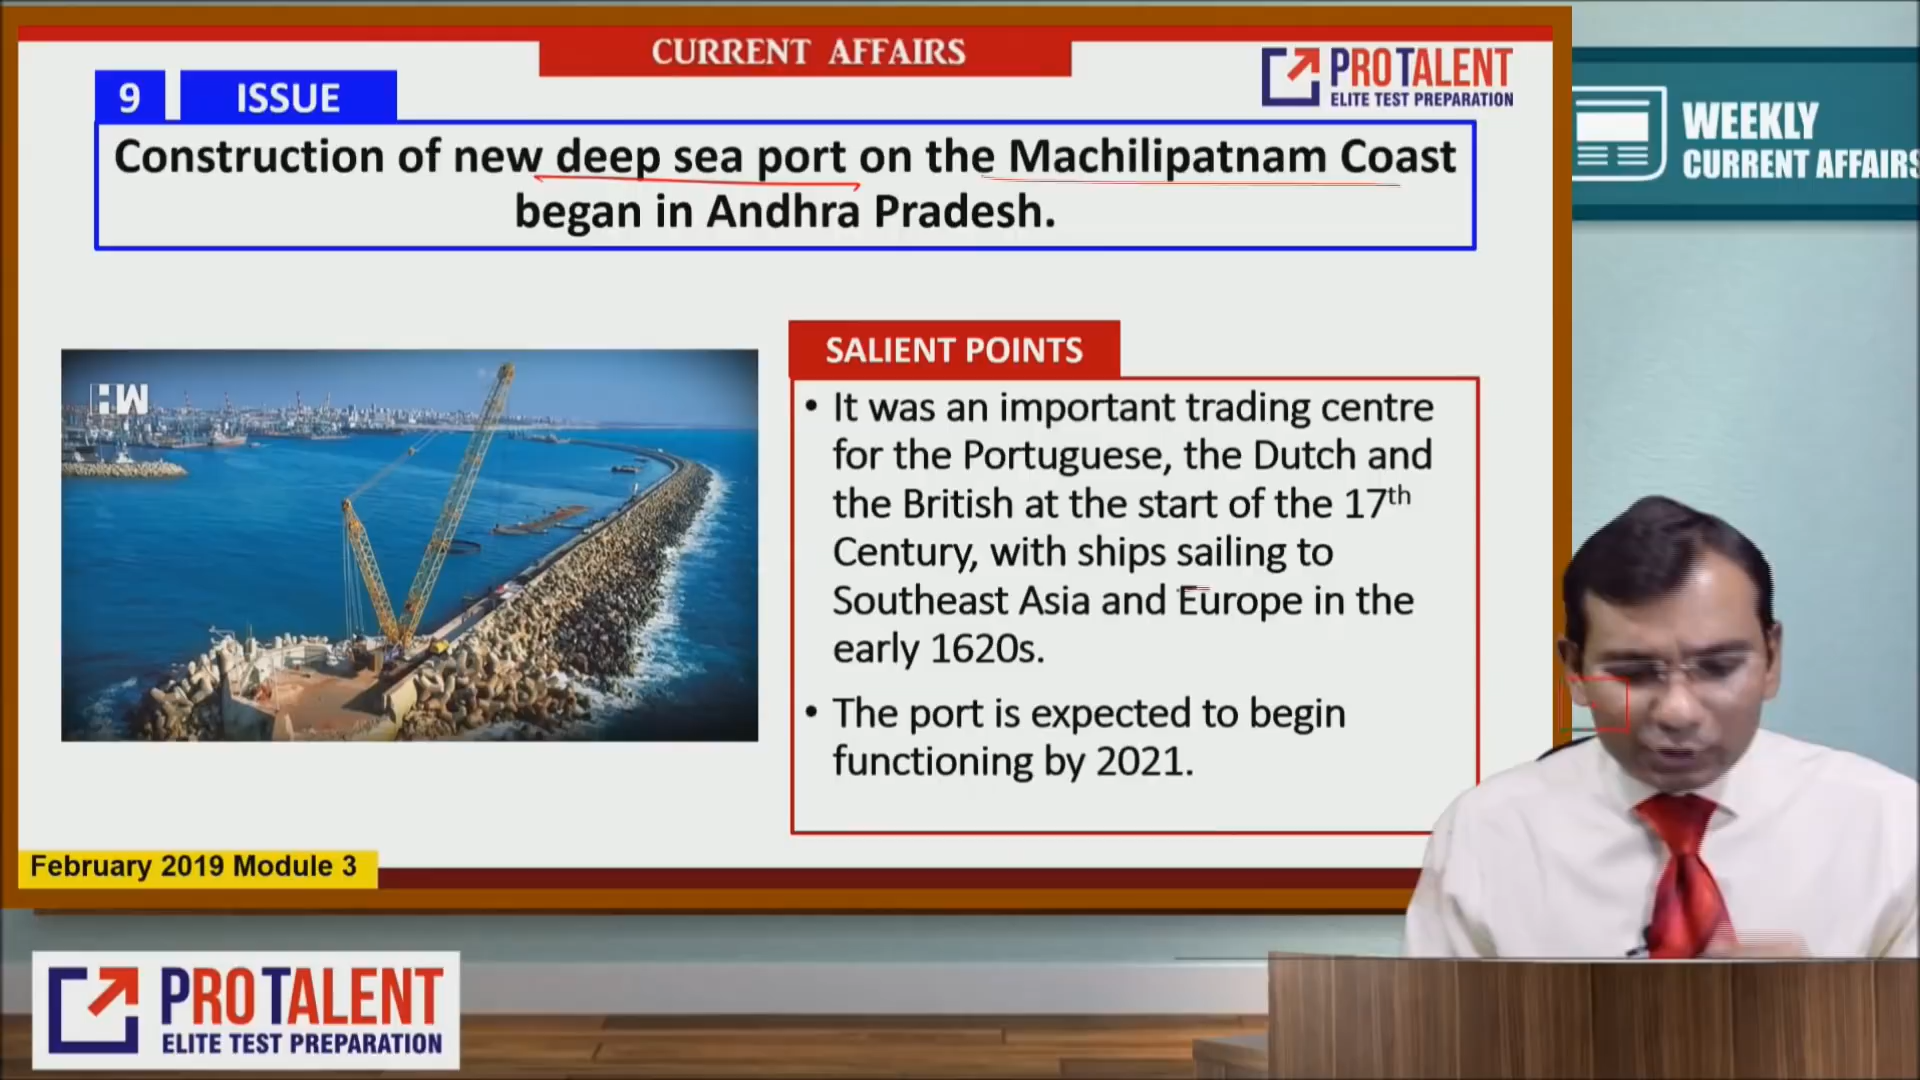 CURRENT AFFAIRS
PROTALENT
ELITE TEST PREPARATION
9 ISSUE
WEEKLY
CURRENT AFFAIRS
Construction of new deep sea port on the Machilipatnam Coast
began in Andhra Pradesh.
HW
SALIENT POINTS
• It was an important trading centre
for the Portuguese, the Dutch and
the British at the start of the 17th
Century, with ships sailing to
Southeast Asia and Europe in the
early 1620s.
• The port is expected to begin
functioning by 2021.
February 2019 Module 3
PROTALENT
ELITE TEST PREPARATION